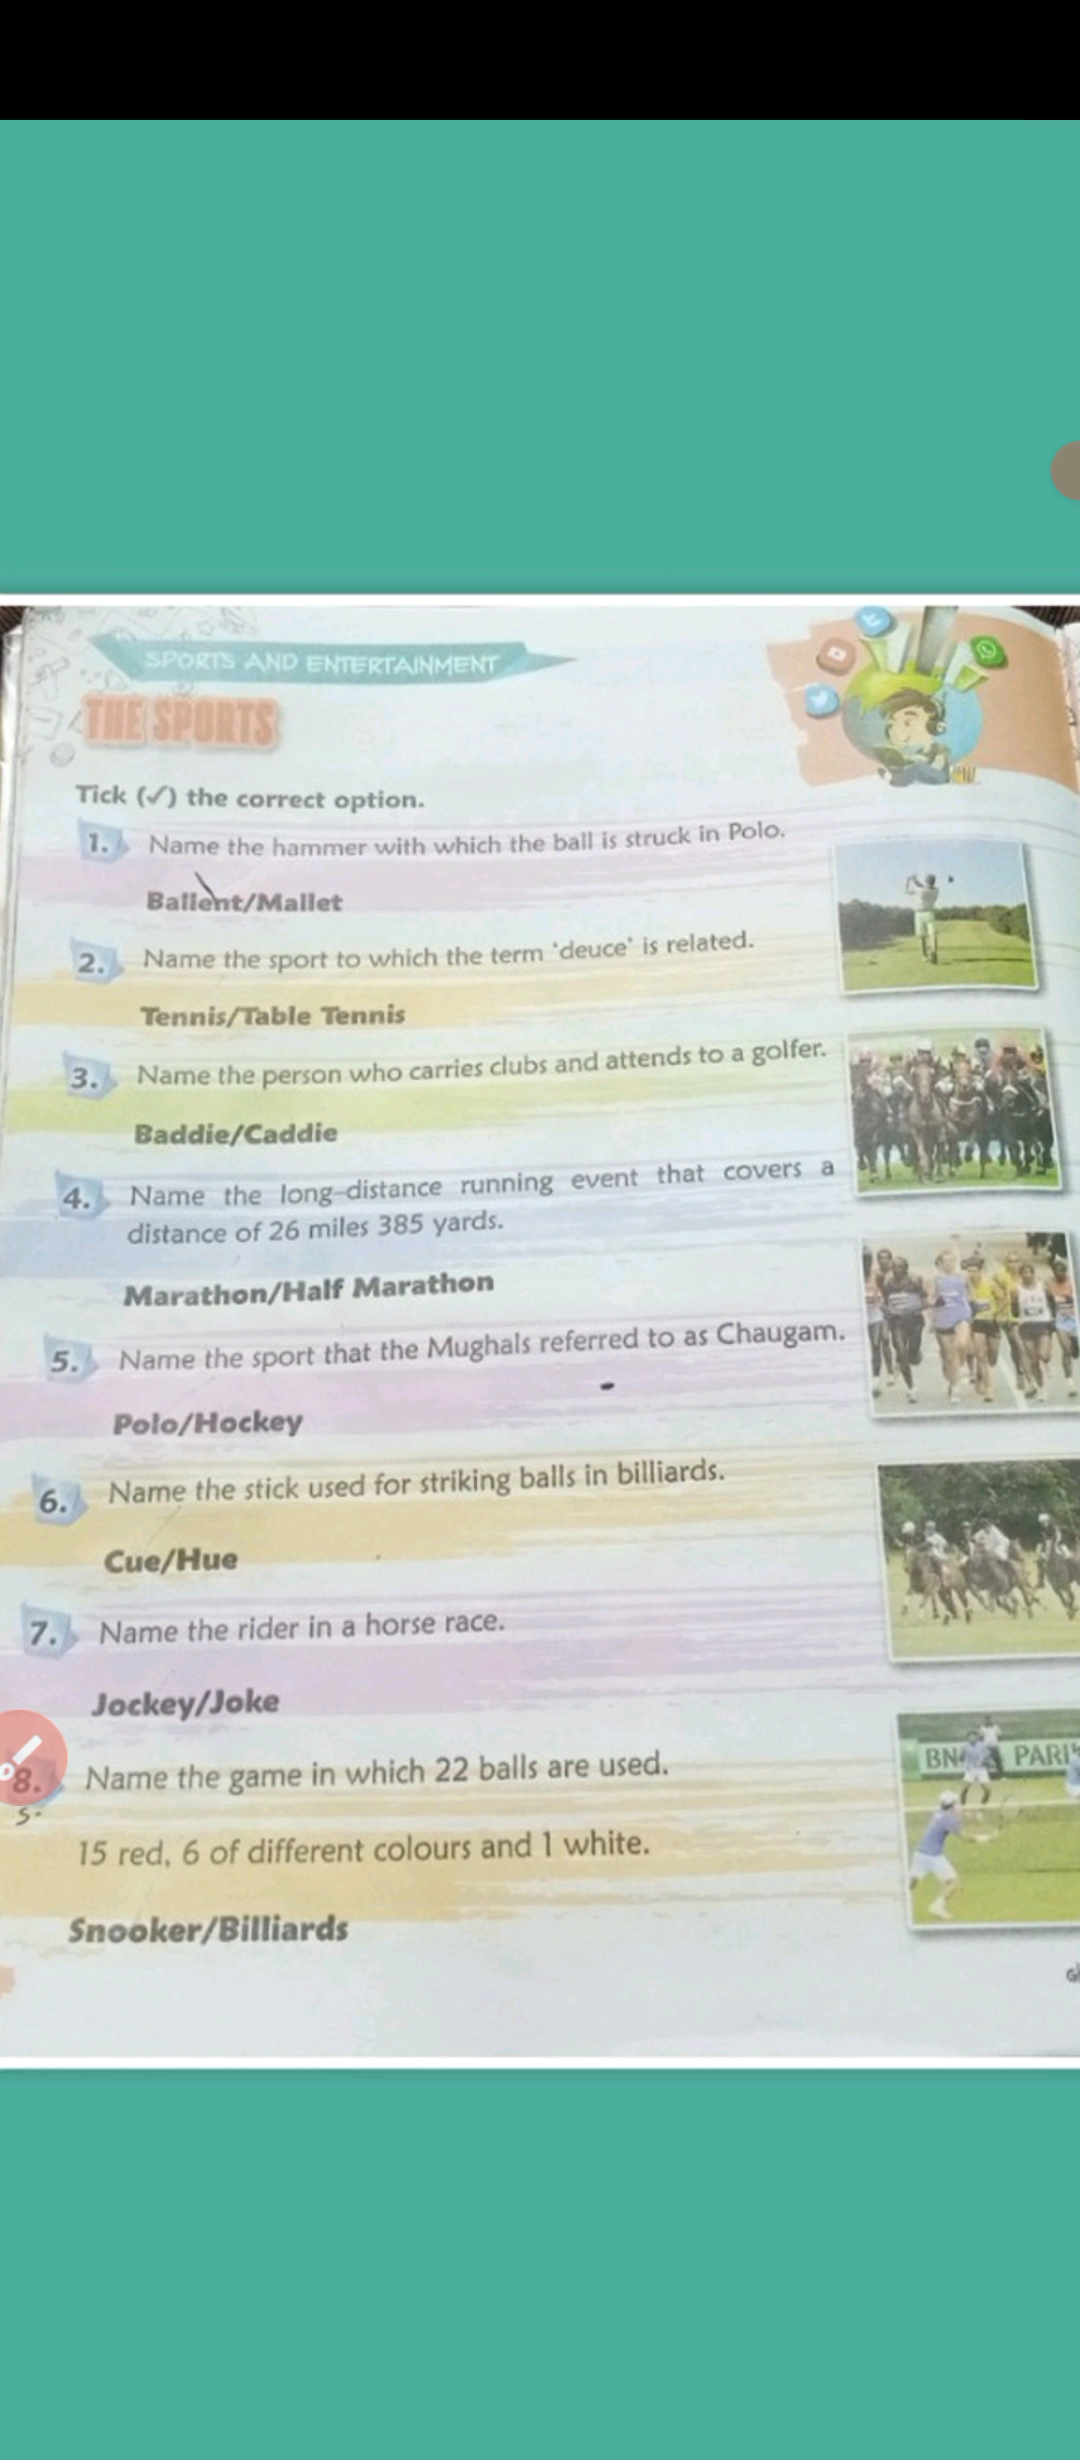 SPORTS AND ENTERTAINMENT
THE SPORTS
Tick (✓) the correct option.
1. Name the hammer with which the ball is struck in Polo.
Ballent/Mallet
2. Name the sport to which the term ‘deuce’ is related.
Tennis/Table Tennis
3. Name the person who carries clubs and attends to a golfer.
Baddie/Caddie
4. Name the long-distance running event that covers a
distance of 26 miles 385 yards.
Marathon/Half Marathon
5. Name the sport that the Mughals referred to as Chaugam.
Polo/Hockey
6. Name the stick used for striking balls in billiards.
Cue/Hue
7. Name the rider in a horse race.
Jockey/Joke
BN PARI
8. Name the game in which 22 balls are used.
5-
15 red, 6 of different colours and 1 white.
Snooker/Billiards